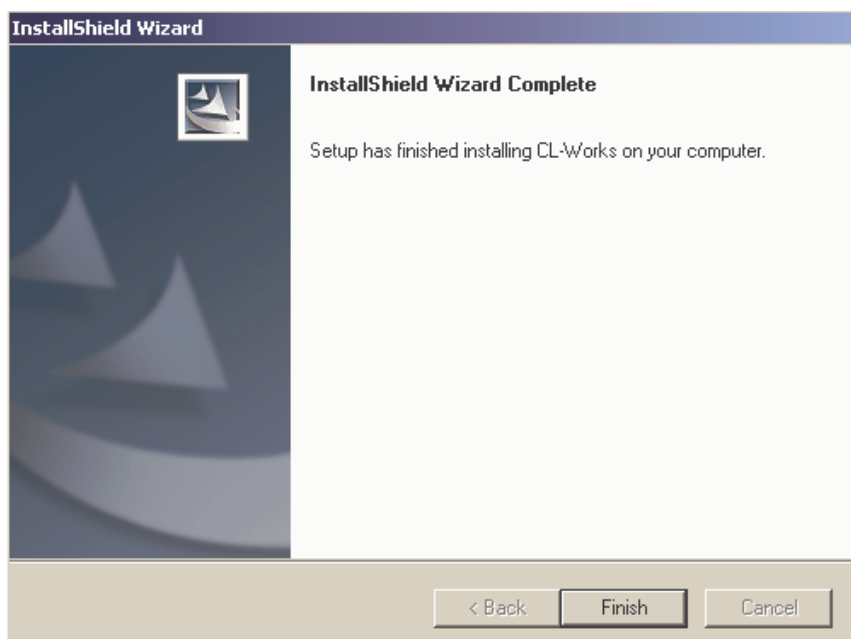 InstallShield Wizard
InstallShield Wizard Complete
Setup has finished installing CL-Works on your computer.
< Back Finish Cancel